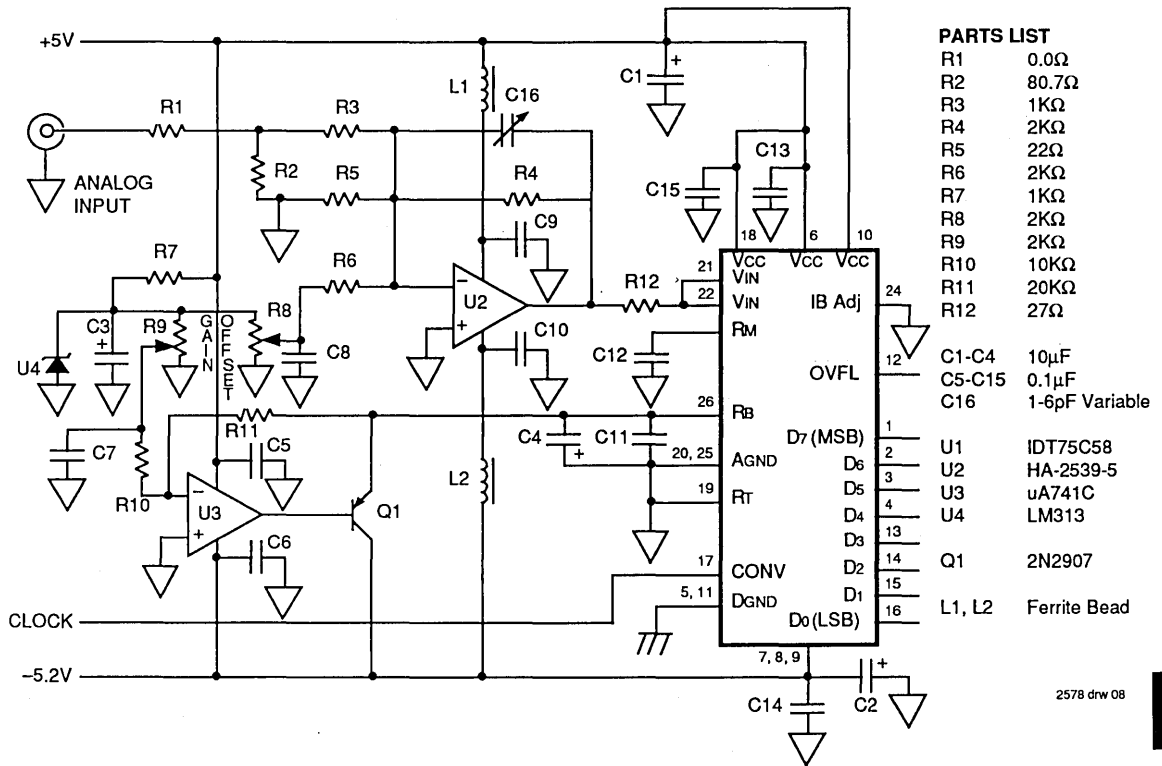 +5V
L1
C16
C1
+
R1
R3
R2
R5
R4
ANALOG
INPUT
C15
C13
C9
R7
R6
18
6
10
VCC
VCC
VCC
21
VIN
22
VIN
IB Adj
24
R12
U2
−
+
C3
+
R9
GAIN
OFFSET
R8
U4
C8
C10
C12
RM
OVFL
12
R11
26
RB
C7
R10
C5
C4
+
C11
20, 25
AGND
D7 (MSB)
1
D6
2
D5
3
L2
19
RT
D4
4
U3
−
+
Q1
D3
13
C6
17
CONV
D2
14
5, 11
DGND
D1
15
CLOCK
D0 (LSB)
16
7, 8, 9
−5.2V
C14
C2
+
PARTS LIST
R1 0.0Ω
R2 80.7Ω
R3 1KΩ
R4 2KΩ
R5 22Ω
R6 2KΩ
R7 1KΩ
R8 2KΩ
R9 2KΩ
R10 10KΩ
R11 20KΩ
R12 27Ω
C1-C4 10μF
C5-C15 0.1μF
C16 1-6pF Variable
U1 IDT75C58
U2 HA-2539-5
U3 uA741C
U4 LM313
Q1 2N2907
L1, L2 Ferrite Bead
2578 drw 08